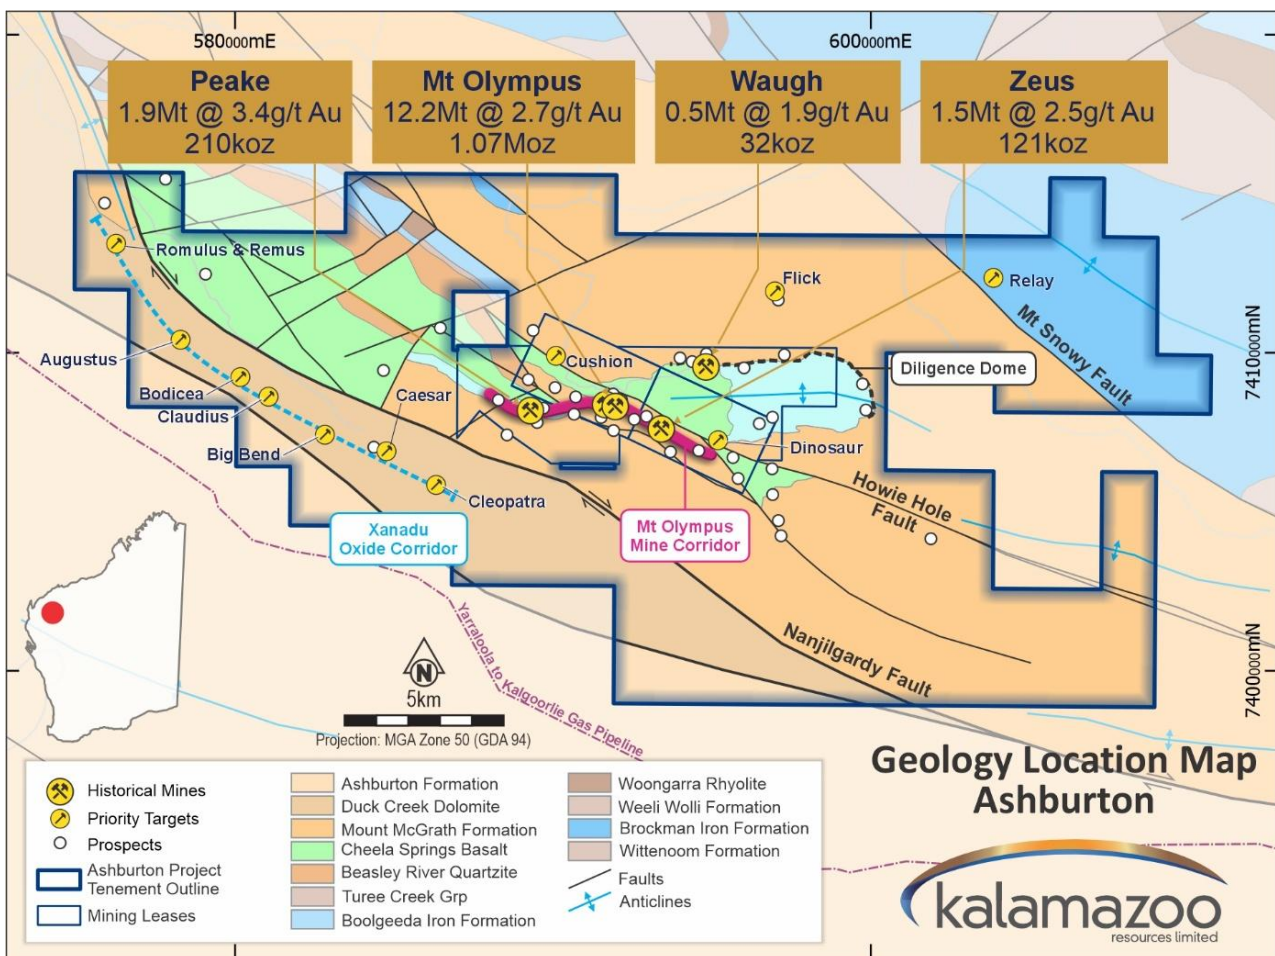 580000mE
600000mE
Peake
1.9Mt @ 3.4g/t Au
210koz
Mt Olympus
12.2Mt @ 2.7g/t Au
1.07Moz
Waugh
0.5Mt @ 1.9g/t Au
32koz
Zeus
1.5Mt @ 2.5g/t Au
121koz
Romulus & Remus
Flick
Relay
Mt Snowy Fault
7410000mN
Augustus
Cushion
Diligence Dome
Bodicea
Claudius
Caesar
Big Bend
Dinosaur
Cleopatra
Howie Hole
Fault
Xanadu
Oxide Corridor
Mt Olympus
Mine Corridor
Yarraloola to Kalgoorlie Gas Pipeline
Nanjilgardy Fault
7400000mN
N
5km
Projection: MGA Zone 50 (GDA 94)
Geology Location Map
Ashburton
Historical Mines
Priority Targets
Prospects
Ashburton Project
Tenement Outline
Mining Leases
Ashburton Formation
Duck Creek Dolomite
Mount McGrath Formation
Cheela Springs Basalt
Beasley River Quartzite
Turee Creek Grp
Boolgeeda Iron Formation
Woongarra Rhyolite
Weeli Wolli Formation
Brockman Iron Formation
Wittenoom Formation
Faults
Anticlines
kalamazoo
resources limited